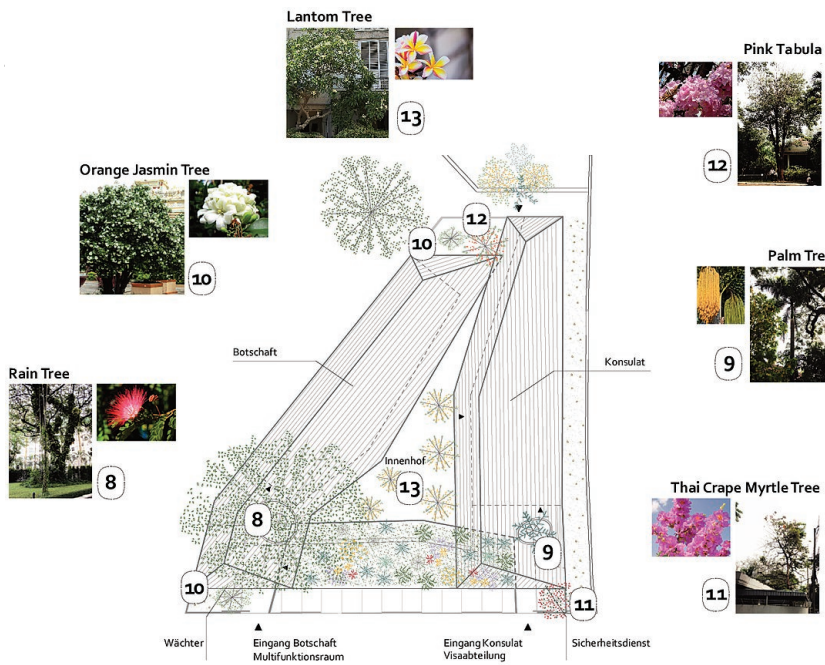 Lantom Tree
13
Pink Tabula
12
Orange Jasmin Tree
10
12
10
Palm Tre
9
Botschaft
Konsulat
Rain Tree
8
Innenhof
13
Thai Crape Myrtle Tree
8
9
10
11
11
Wächter
Eingang Botschaft
Multifunktionsraum
Eingang Konsulat
Visaabteilung
Sicherheitsdienst